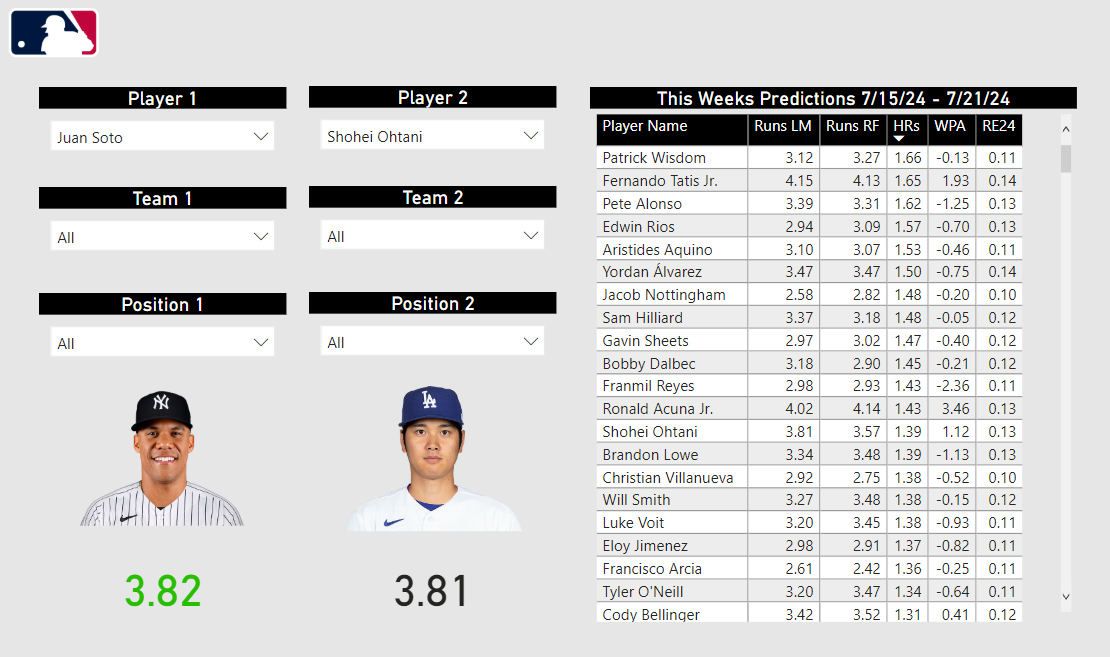 Player 1
Juan Soto
Player 2
Shohei Ohtani
Team 1
All
Team 2
All
Position 1
All
Position 2
All
NY
LA
3.82
3.81
This Weeks Predictions 7/15/24 - 7/21/24
Player Name Runs LM Runs RF HRs WPA RE24
Patrick Wisdom 3.12 3.27 1.66 -0.13 0.11
Fernando Tatis Jr. 4.15 4.13 1.65 1.93 0.14
Pete Alonso 3.39 3.31 1.62 -1.25 0.13
Edwin Rios 2.94 3.09 1.57 -0.70 0.13
Aristides Aquino 3.10 3.07 1.53 -0.46 0.11
Yordan Álvarez 3.47 3.47 1.50 -0.75 0.14
Jacob Nottingham 2.58 2.82 1.48 -0.20 0.10
Sam Hilliard 3.37 3.18 1.48 -0.05 0.12
Gavin Sheets 2.97 3.02 1.47 -0.40 0.12
Bobby Dalbec 3.18 2.90 1.45 -0.21 0.12
Franmil Reyes 2.98 2.93 1.43 -2.36 0.11
Ronald Acuna Jr. 4.02 4.14 1.43 3.46 0.13
Shohei Ohtani 3.81 3.57 1.39 1.12 0.13
Brandon Lowe 3.34 3.48 1.39 -1.13 0.13
Christian Villanueva 2.92 2.75 1.38 -0.52 0.10
Will Smith 3.27 3.48 1.38 -0.15 0.12
Luke Voit 3.20 3.45 1.38 -0.93 0.11
Eloy Jimenez 2.98 2.91 1.37 -0.82 0.11
Francisco Arcia 2.61 2.42 1.36 -0.25 0.11
Tyler O'Neill 3.20 3.47 1.34 -0.64 0.11
Cody Bellinger 3.42 3.52 1.31 0.41 0.12